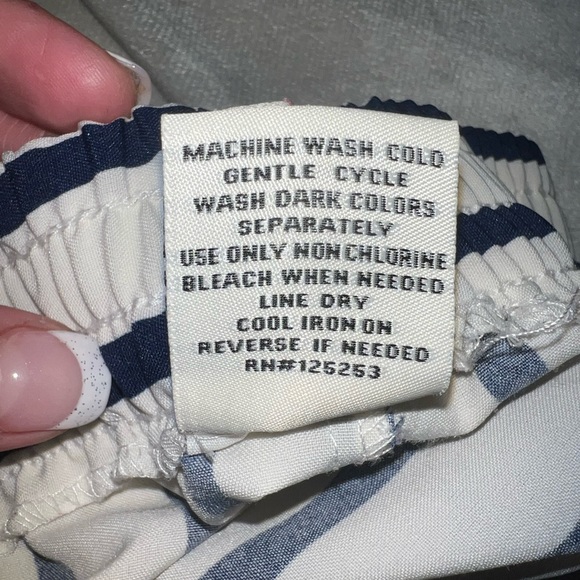 MACHINE WASH COLD
GENTLE CYCLE
WASH DARK COLORS
SEPARATELY
USE ONLY NON CHLORINE
BLEACH WHEN NEEDED
LINE DRY
COOL IRON ON
REVERSE IF NEEDED
RN#125253